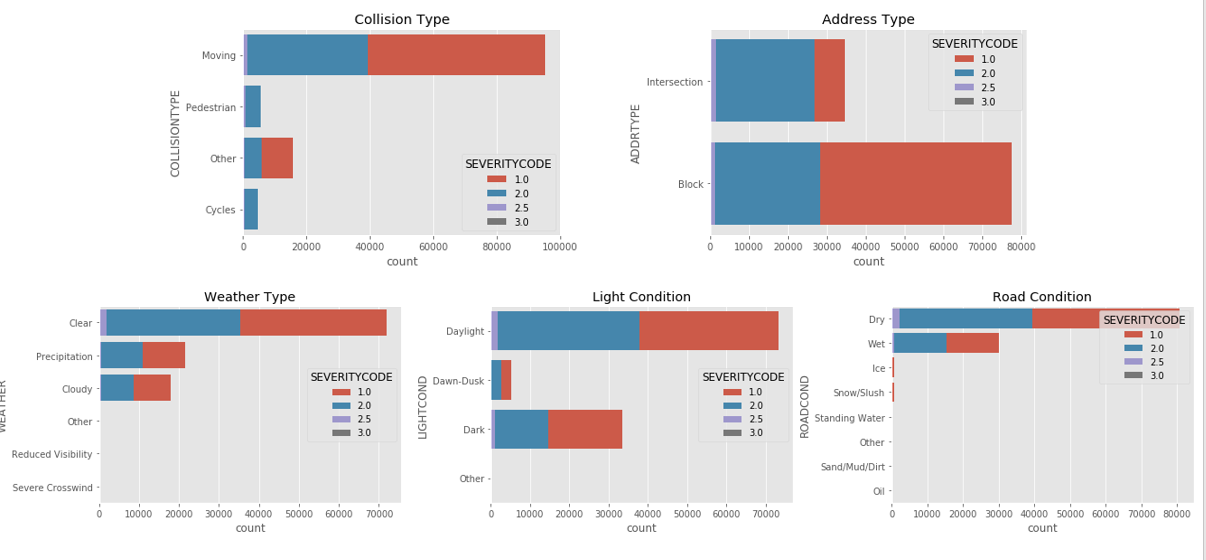 Collision Type
COLLISIONTYPE
Moving
Pedestrian
Other
Cycles
SEVERITYCODE
1.0
2.0
2.5
3.0
0 20000 40000 60000 80000 100000
count
Address Type
ADDRTYPE
Intersection
Block
SEVERITYCODE
1.0
2.0
2.5
3.0
0 10000 20000 30000 40000 50000 60000 70000 80000
count
Weather Type
WEATHER
Clear
Precipitation
Cloudy
Other
Reduced Visibility
Severe Crosswind
SEVERITYCODE
1.0
2.0
2.5
3.0
0 10000 20000 30000 40000 50000 60000 70000
count
Light Condition
LIGHTCOND
Daylight
Dawn-Dusk
Dark
Other
SEVERITYCODE
1.0
2.0
2.5
3.0
0 10000 20000 30000 40000 50000 60000 70000
count
Road Condition
ROADCOND
Dry
Wet
Ice
Snow/Slush
Standing Water
Other
Sand/Mud/Dirt
Oil
SEVERITYCODE
1.0
2.0
2.5
3.0
0 10000 20000 30000 40000 50000 60000 70000 80000
count